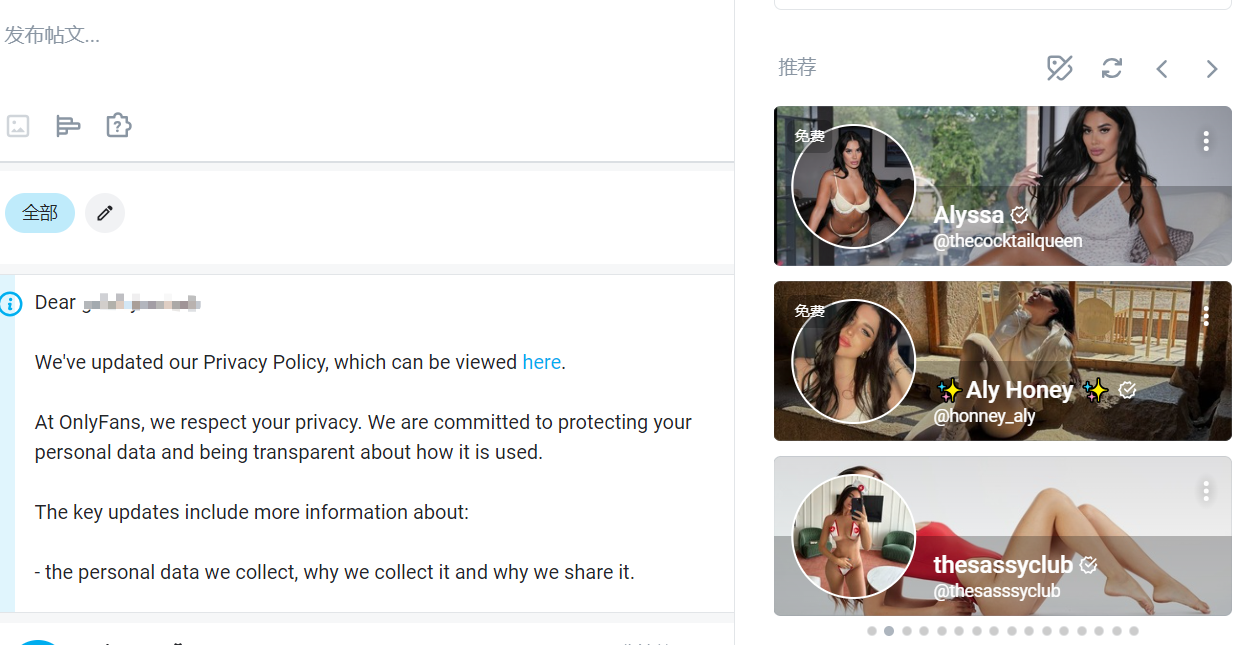 发布帖文...
全部
Dear
We've updated our Privacy Policy, which can be viewed here.
At OnlyFans, we respect your privacy. We are committed to protecting your
personal data and being transparent about how it is used.
The key updates include more information about:
- the personal data we collect, why we collect it and why we share it.
推荐
免费
Alyssa
@thecocktailqueen
免费
✨ Aly Honey ✨
@honney_aly
thesassyclub
@thesasssyclub